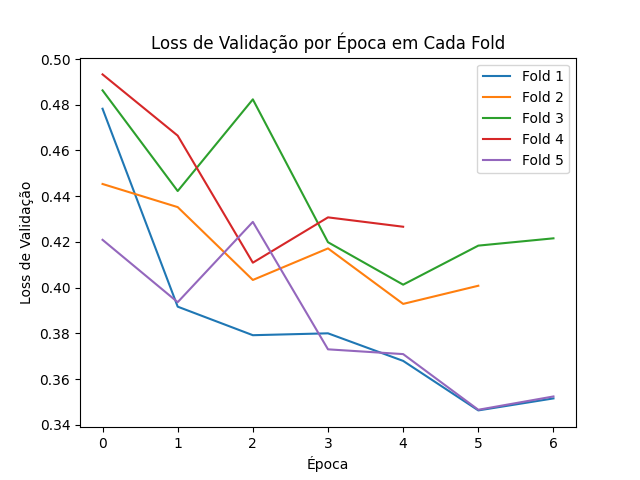 Loss de Validação por Época em Cada Fold
Fold 1
Fold 2
Fold 3
Fold 4
Fold 5
Loss de Validação
0.50
0.48
0.46
0.44
0.42
0.40
0.38
0.36
0.34
0 1 2 3 4 5 6
Época